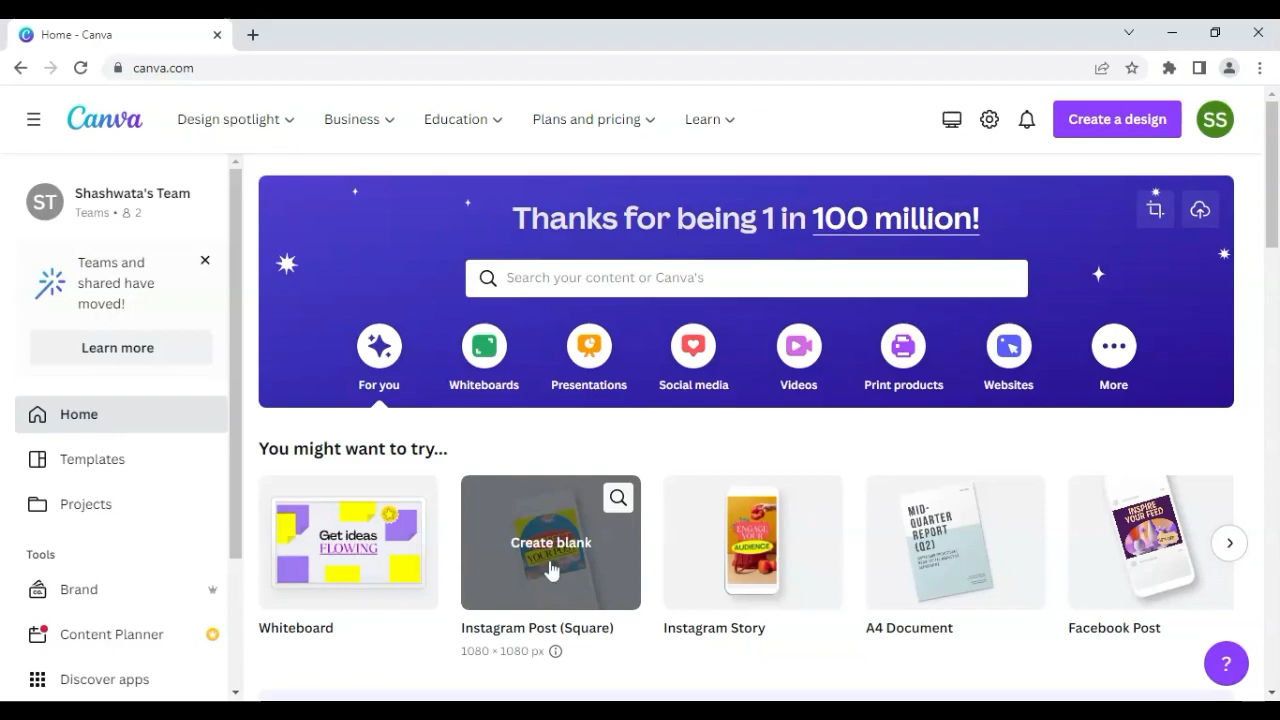 Home - Canva
canva.com
Canva
Design spotlight
Business
Education
Plans and pricing
Learn
Create a design
SS
ST
Shashwata's Team
Teams • 2
Teams and
shared have
moved!
Learn more
Home
Templates
Projects
Tools
Brand
Content Planner
Discover apps
Thanks for being 1 in 100 million!
Search your content or Canva's
For you
Whiteboards
Presentations
Social media
Videos
Print products
Websites
More
You might want to try...
Get ideas
FLOWING
Whiteboard
Create blank
Instagram Post (Square)
1080 × 1080 px
ENGAGE
YOUR
AUDIENCE
Instagram Story
MID-
QUARTER
REPORT
(Q2)
A4 Document
INSPIRE
YOUR FEED
Facebook Post
?